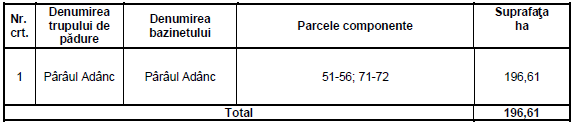 Nr. crt. Denumirea trupului de pădure Denumirea bazinetului Parcele componente Suprafața ha
1 Pârâul Adânc Pârâul Adânc 51-56; 71-72 196,61
Total 196,61